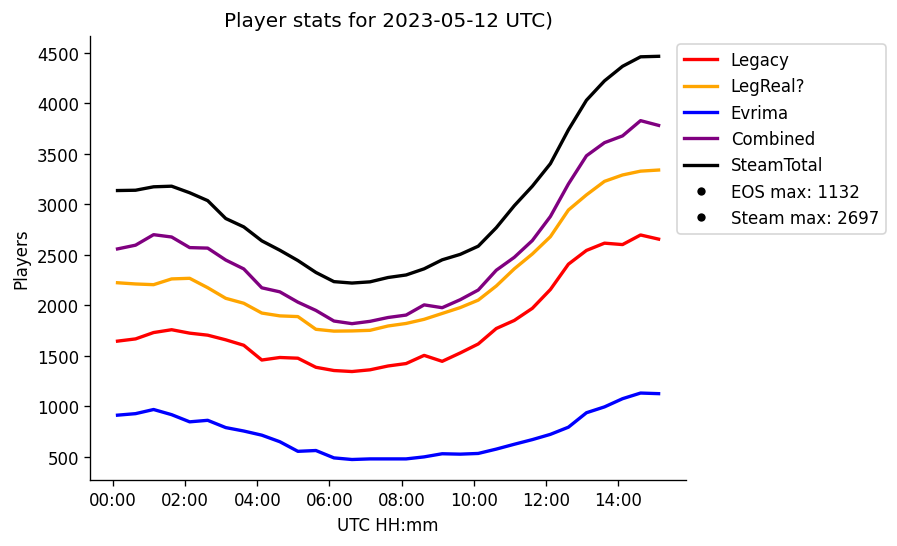 Player stats for 2023-05-12 UTC)
Players
4500
4000
3500
3000
2500
2000
1500
1000
500
00:00 02:00 04:00 06:00 08:00 10:00 12:00 14:00
UTC HH:mm
Legacy
LegReal?
Evrima
Combined
SteamTotal
EOS max: 1132
Steam max: 2697